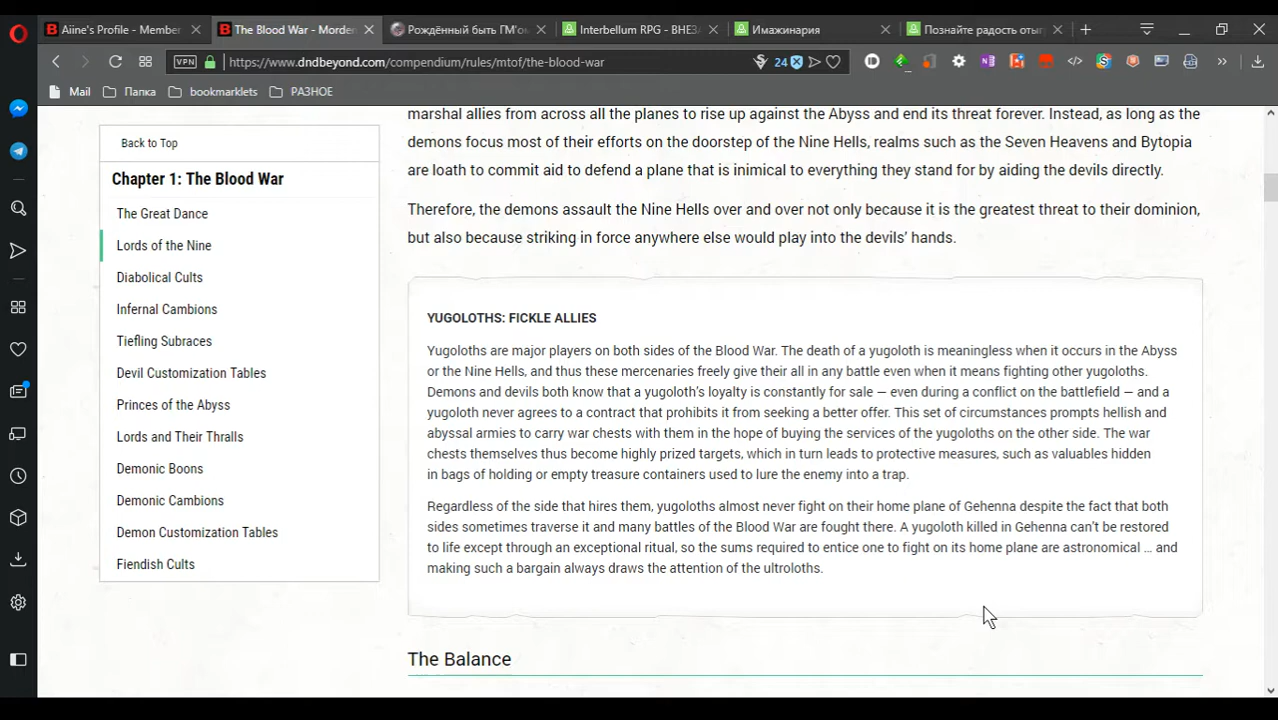 Aiine's Profile - Member
The Blood War - Morden
Рождённый быть ГМ'о
Interbellum RPG - ВНЕЗ
Имажинария
Познайте радость отыг
VPN
https://www.dndbeyond.com/compendium/rules/mtof/the-blood-war
24
Mail
Папка
bookmarklets
РАЗНОЕ
Back to Top
Chapter 1: The Blood War
The Great Dance
Lords of the Nine
Diabolical Cults
Infernal Cambions
Tiefling Subraces
Devil Customization Tables
Princes of the Abyss
Lords and Their Thralls
Demonic Boons
Demonic Cambions
Demon Customization Tables
Fiendish Cults
marshal allies from across all the planes to rise up against the Abyss and end its threat forever. Instead, as long as the
demons focus most of their efforts on the doorstep of the Nine Hells, realms such as the Seven Heavens and Bytopia
are loath to commit aid to defend a plane that is inimical to everything they stand for by aiding the devils directly.
Therefore, the demons assault the Nine Hells over and over not only because it is the greatest threat to their dominion,
but also because striking in force anywhere else would play into the devils’ hands.
YUGOLOTHS: FICKLE ALLIES
Yugoloths are major players on both sides of the Blood War. The death of a yugoloth is meaningless when it occurs in the Abyss
or the Nine Hells, and thus these mercenaries freely give their all in any battle even when it means fighting other yugoloths.
Demons and devils both know that a yugoloth’s loyalty is constantly for sale — even during a conflict on the battlefield — and a
yugoloth never agrees to a contract that prohibits it from seeking a better offer. This set of circumstances prompts hellish and
abyssal armies to carry war chests with them in the hope of buying the services of the yugoloths on the other side. The war
chests themselves thus become highly prized targets, which in turn leads to protective measures, such as valuables hidden
in bags of holding or empty treasure containers used to lure the enemy into a trap.
Regardless of the side that hires them, yugoloths almost never fight on their home plane of Gehenna despite the fact that both
sides sometimes traverse it and many battles of the Blood War are fought there. A yugoloth killed in Gehenna can’t be restored
to life except through an exceptional ritual, so the sums required to entice one to fight on its home plane are astronomical … and
making such a bargain always draws the attention of the ultroloths.
The Balance